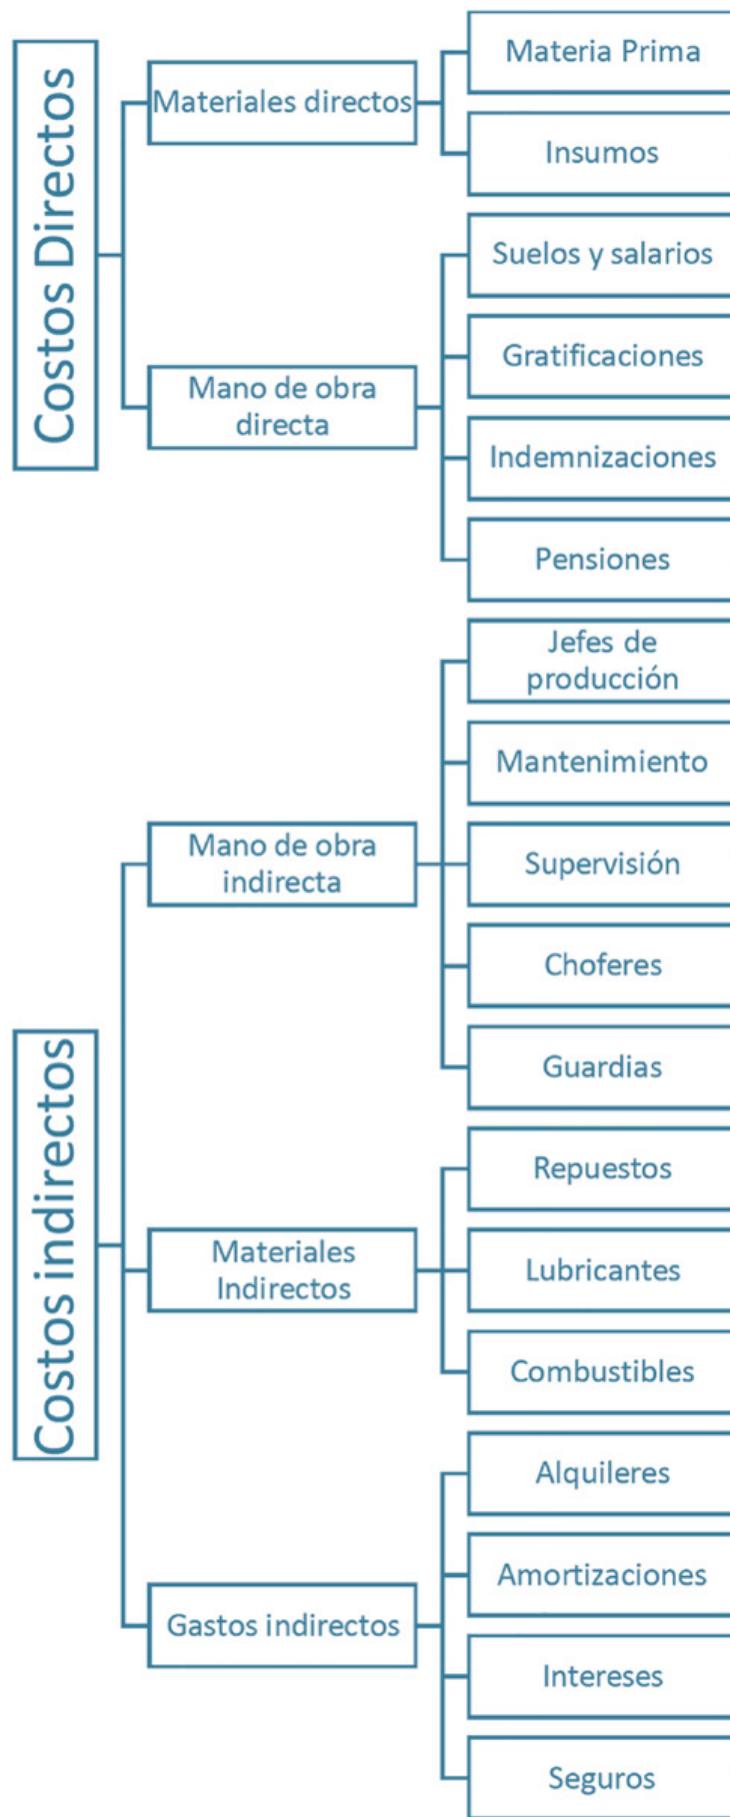 Costos Directos
Materiales directos
Materia Prima
Insumos
Mano de obra
directa
Suelos y salarios
Gratificaciones
Indemnizaciones
Pensiones
Costos indirectos
Mano de obra
indirecta
Jefes de
producción
Mantenimiento
Supervisión
Choferes
Guardias
Materiales
Indirectos
Repuestos
Lubricantes
Combustibles
Gastos indirectos
Alquileres
Amortizaciones
Intereses
Seguros